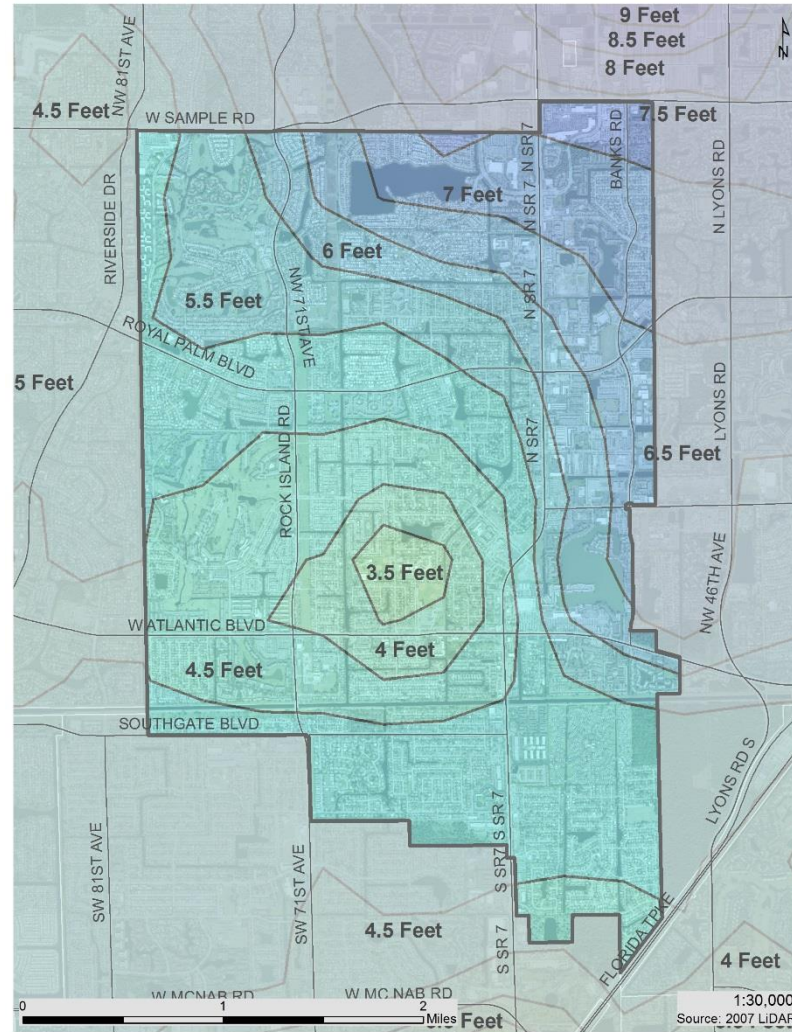 9 Feet
8.5 Feet
8 Feet
NW 81ST AVE
4.5 Feet
W SAMPLE RD
7.5 Feet
N SR 7
BANKS RD
N LYONS RD
RIVERSIDE DR
7 Feet
N SR 7
6 Feet
NW 71ST AVE
5.5 Feet
N SR 7
ROYAL PALM BLVD
5 Feet
ROCK ISLAND RD
N SR7
6.5 Feet
LYONS RD
3.5 Feet
NW 46TH AVE
W ATLANTIC BLVD
4 Feet
4.5 Feet
SOUTHGATE BLVD
LYONS RD S
S SR 7
SW 81ST AVE
SW 71ST AVE
S SR7
4.5 Feet
S SR 7
FLORIDA TPKE
4 Feet
W MCNAB RD
W MC NAB RD
0 1 2
Miles
1:30,000
Source: 2007 LiDAR